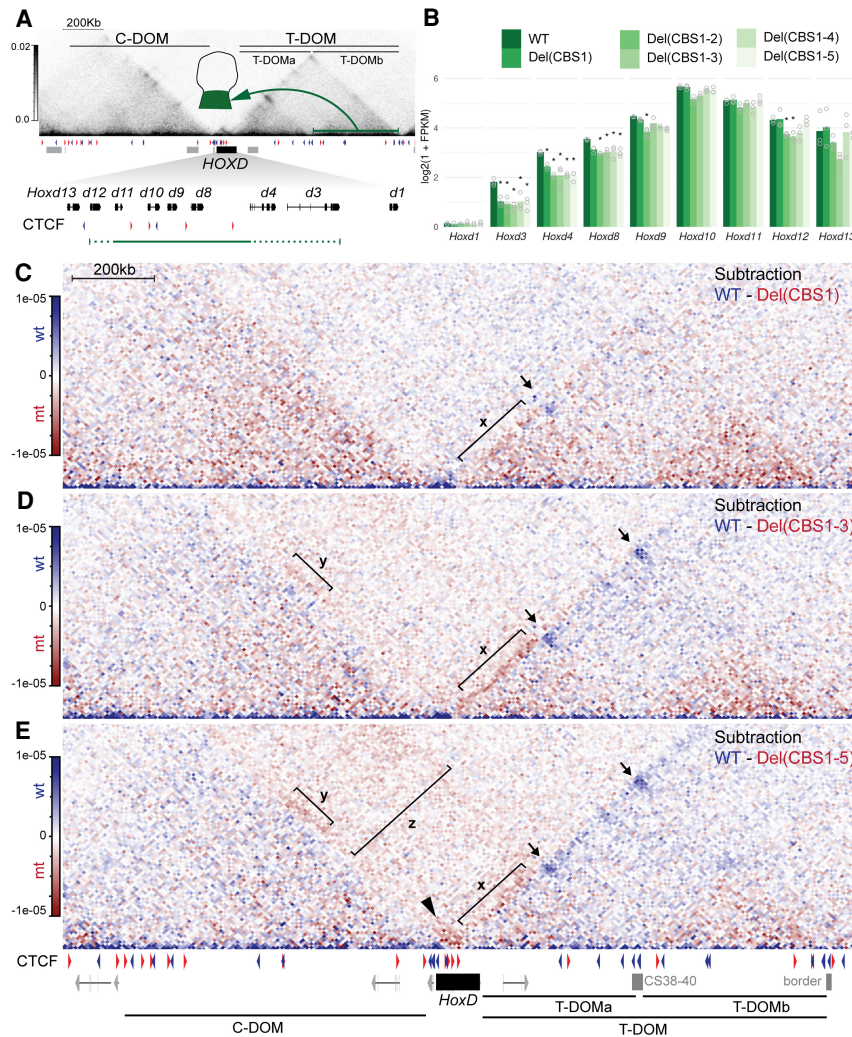 A
200Kb
C-DOM
T-DOM
T-DOMa
T-DOMb
0.02
0.0
HOXD
Hoxd13 d12 d11 d10 d9 d8 d4 d3 d1
CTCF
B
WT
Del(CBS1)
Del(CBS1-2)
Del(CBS1-3)
Del(CBS1-4)
Del(CBS1-5)
log2(1 + FPKM)
6
4
2
0
* * * * * * * * * * * * * * * *
Hoxd1 Hoxd3 Hoxd4 Hoxd8 Hoxd9 Hoxd10 Hoxd11 Hoxd12 Hoxd13
C
200kb
Subtraction
WT - Del(CBS1)
1e-05
wt
0
mt
-1e-05
x
D
Subtraction
WT - Del(CBS1-3)
1e-05
wt
0
mt
-1e-05
y
x
E
Subtraction
WT - Del(CBS1-5)
1e-05
wt
0
mt
-1e-05
y
z
x
CTCF
HoxD
CS38-40
border
T-DOMa
T-DOMb
C-DOM
T-DOM